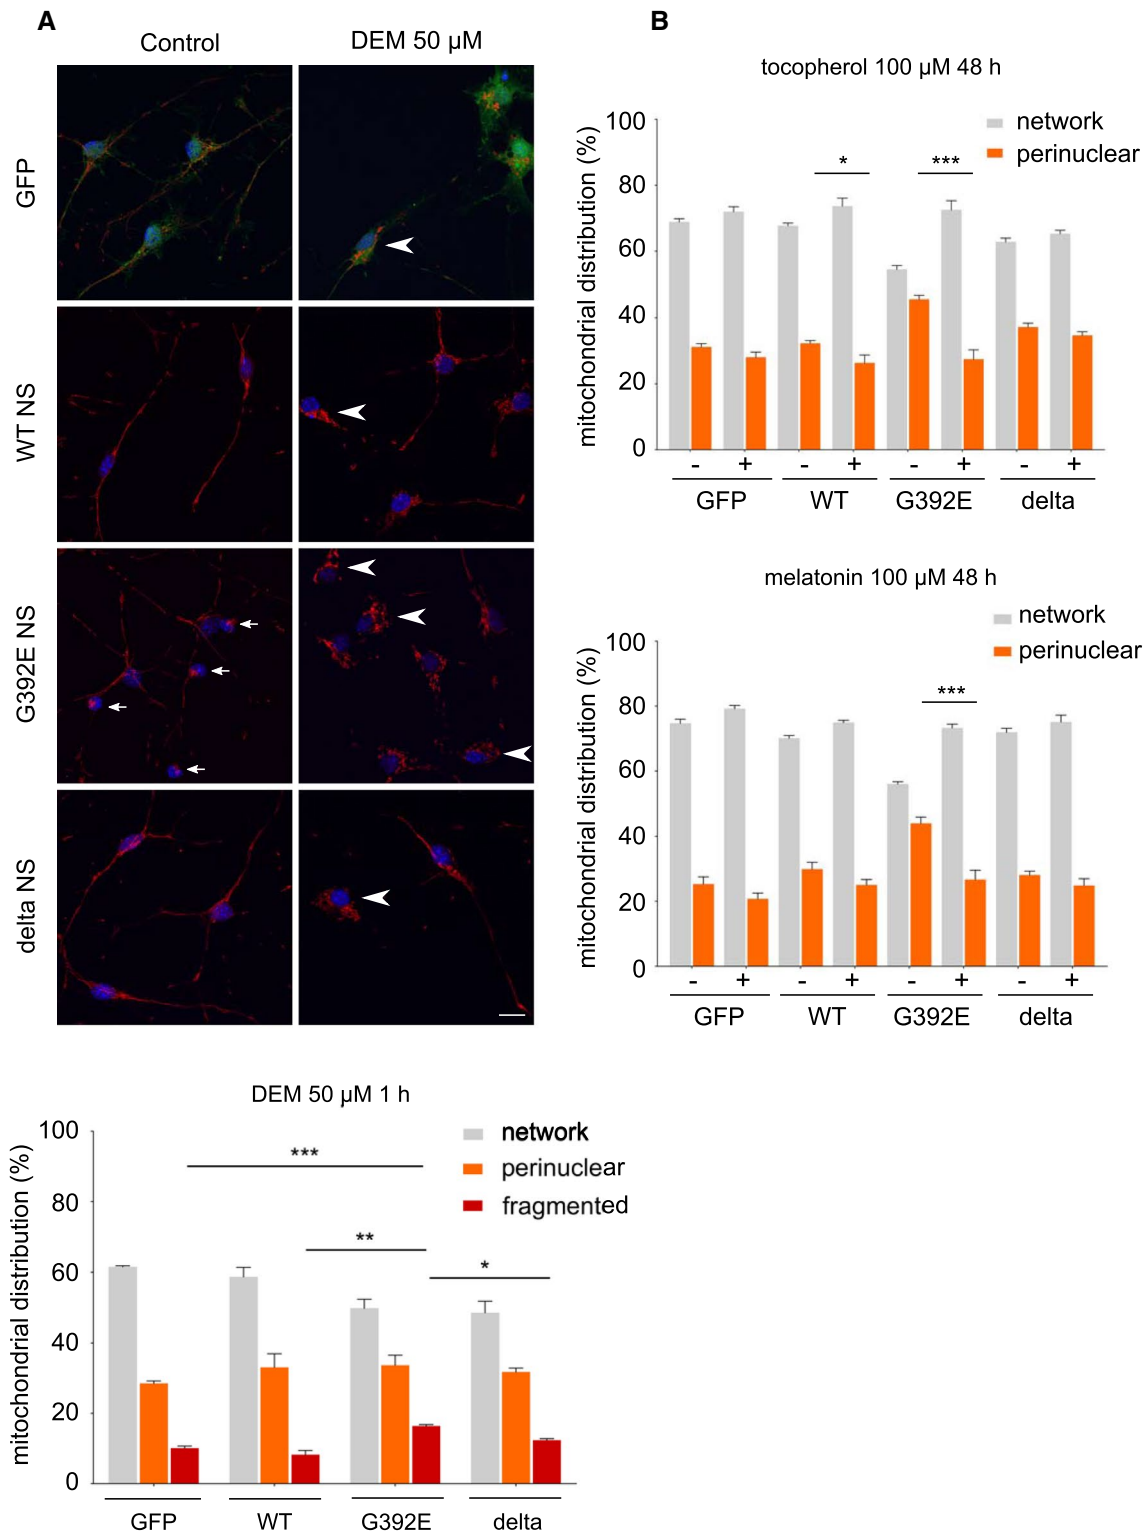 A
Control
DEM 50 µM
GFP
WT NS
G392E NS
delta NS
DEM 50 µM 1 h
mitochondrial distribution (%)
100
80
60
40
20
0
network
perinuclear
fragmented
***
**
*
GFP
WT
G392E
delta
B
tocopherol 100 µM 48 h
mitochondrial distribution (%)
100
80
60
40
20
0
network
perinuclear
*
***
- + - + - + - +
GFP
WT
G392E
delta
melatonin 100 µM 48 h
mitochondrial distribution (%)
100
80
60
40
20
0
network
perinuclear
***
- + - + - + - +
GFP
WT
G392E
delta